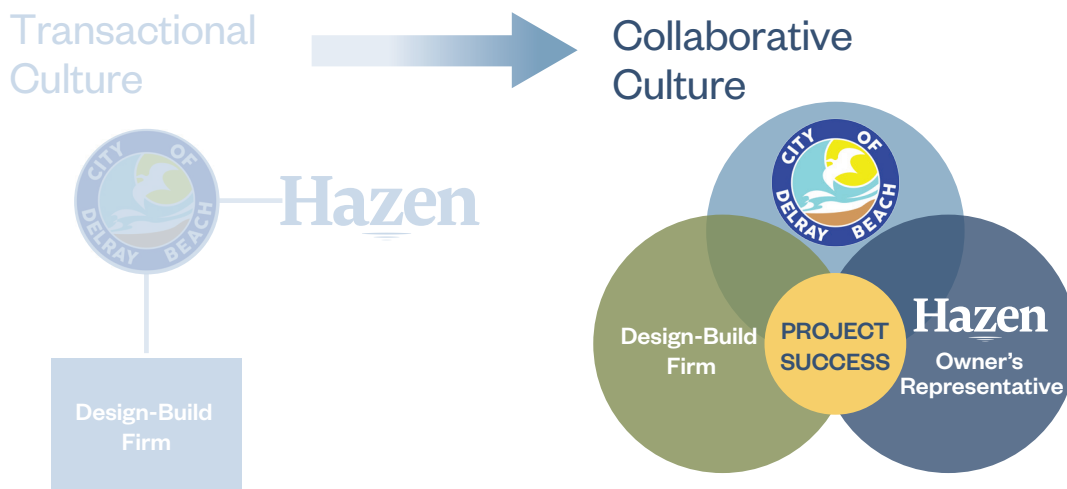 Transactional
Culture
CITY OF
DELRAY BEACH
Hazen
Design-Build
Firm
Collaborative
Culture
CITY OF
DELRAY BEACH
Design-Build
Firm
PROJECT
SUCCESS
Hazen
Owner's
Representative